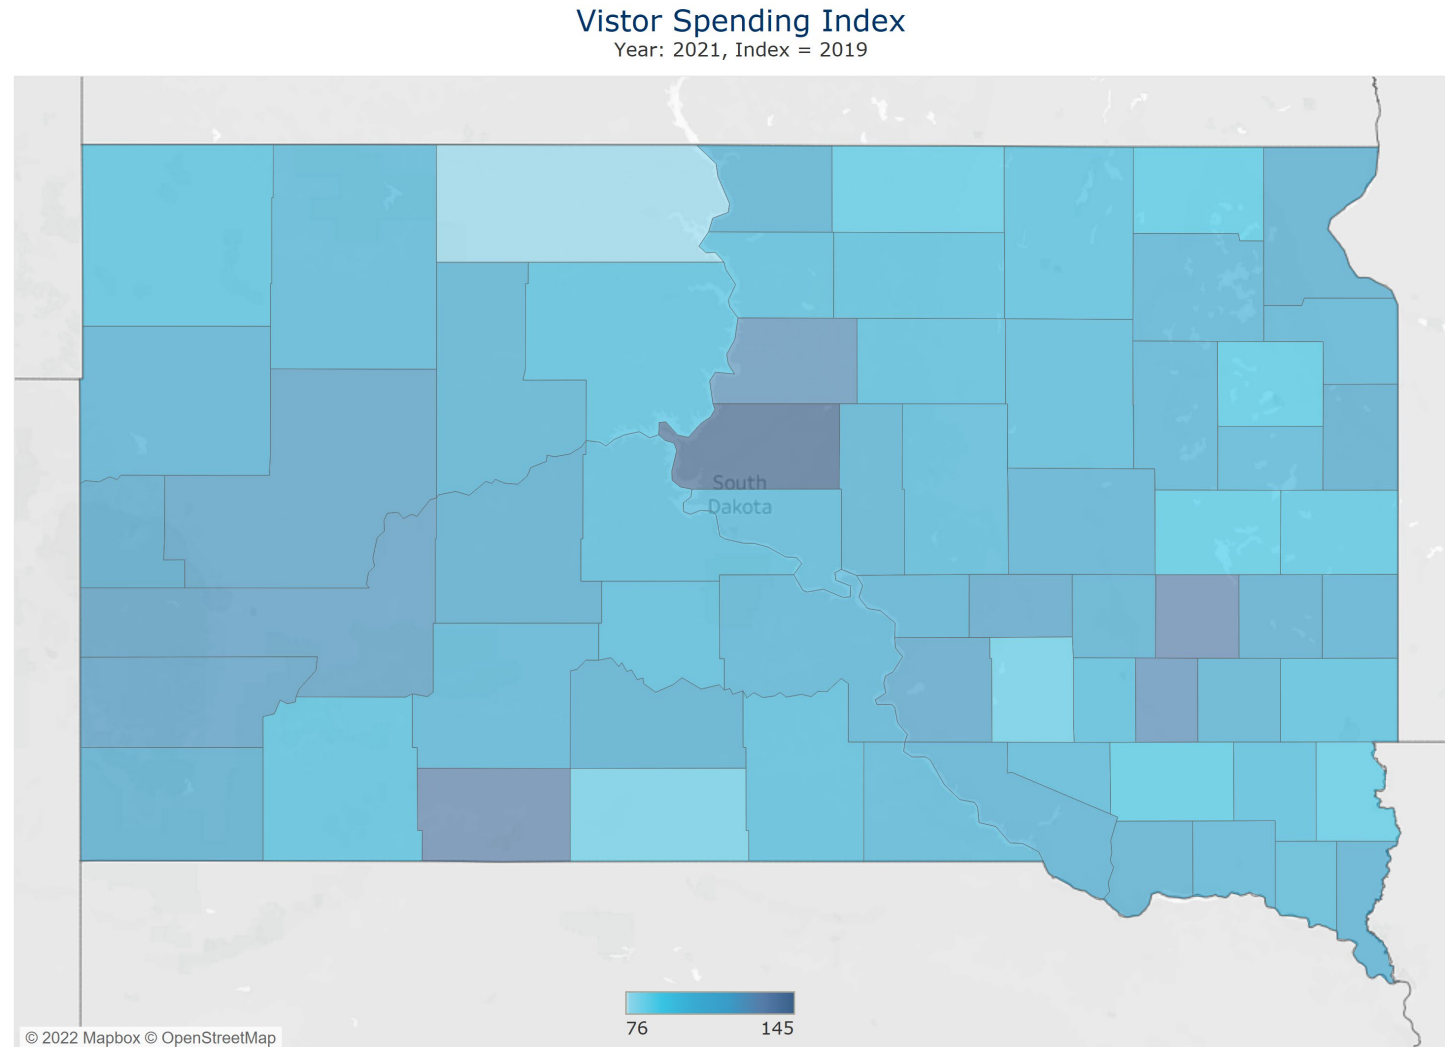 Vistor Spending Index
Year: 2021, Index = 2019
South
Dakota
76
145
© 2022 Mapbox © OpenStreetMap